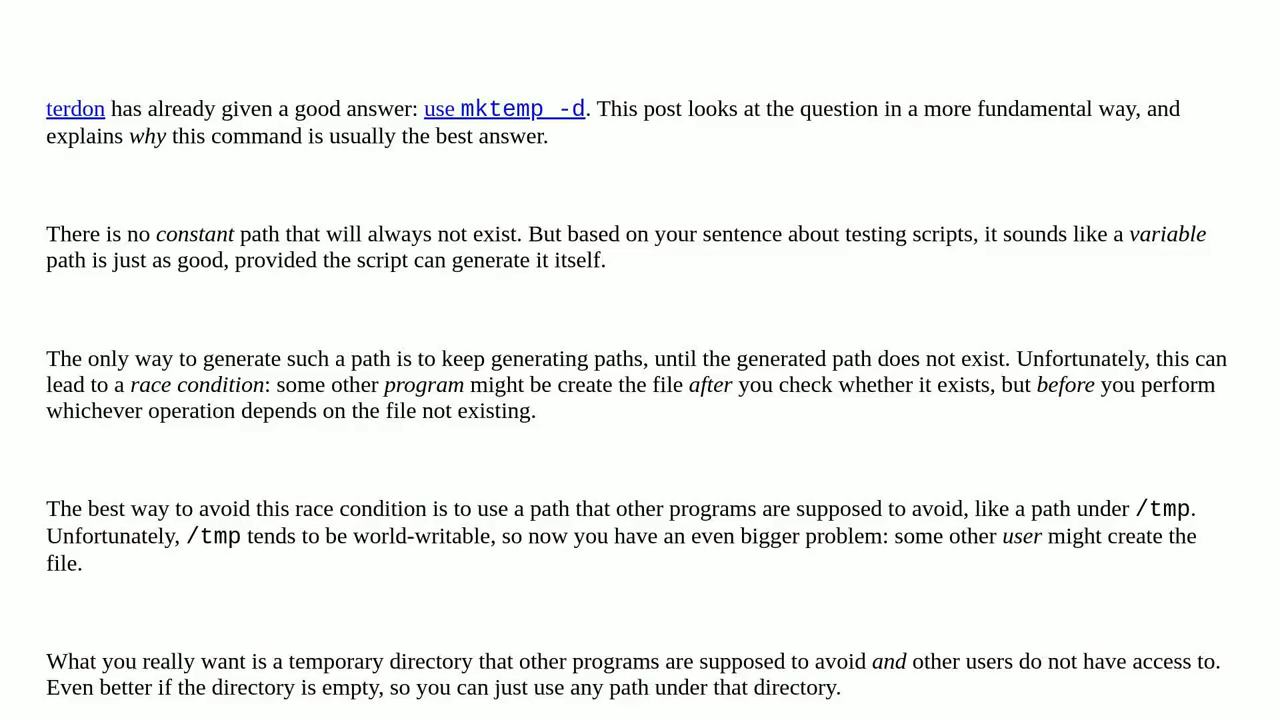 terdon has already given a good answer: use mktemp -d. This post looks at the question in a more fundamental way, and
explains why this command is usually the best answer.
There is no constant path that will always not exist. But based on your sentence about testing scripts, it sounds like a variable
path is just as good, provided the script can generate it itself.
The only way to generate such a path is to keep generating paths, until the generated path does not exist. Unfortunately, this can
lead to a race condition: some other program might be create the file after you check whether it exists, but before you perform
whichever operation depends on the file not existing.
The best way to avoid this race condition is to use a path that other programs are supposed to avoid, like a path under /tmp.
Unfortunately, /tmp tends to be world-writable, so now you have an even bigger problem: some other user might create the
file.
What you really want is a temporary directory that other programs are supposed to avoid and other users do not have access to.
Even better if the directory is empty, so you can just use any path under that directory.